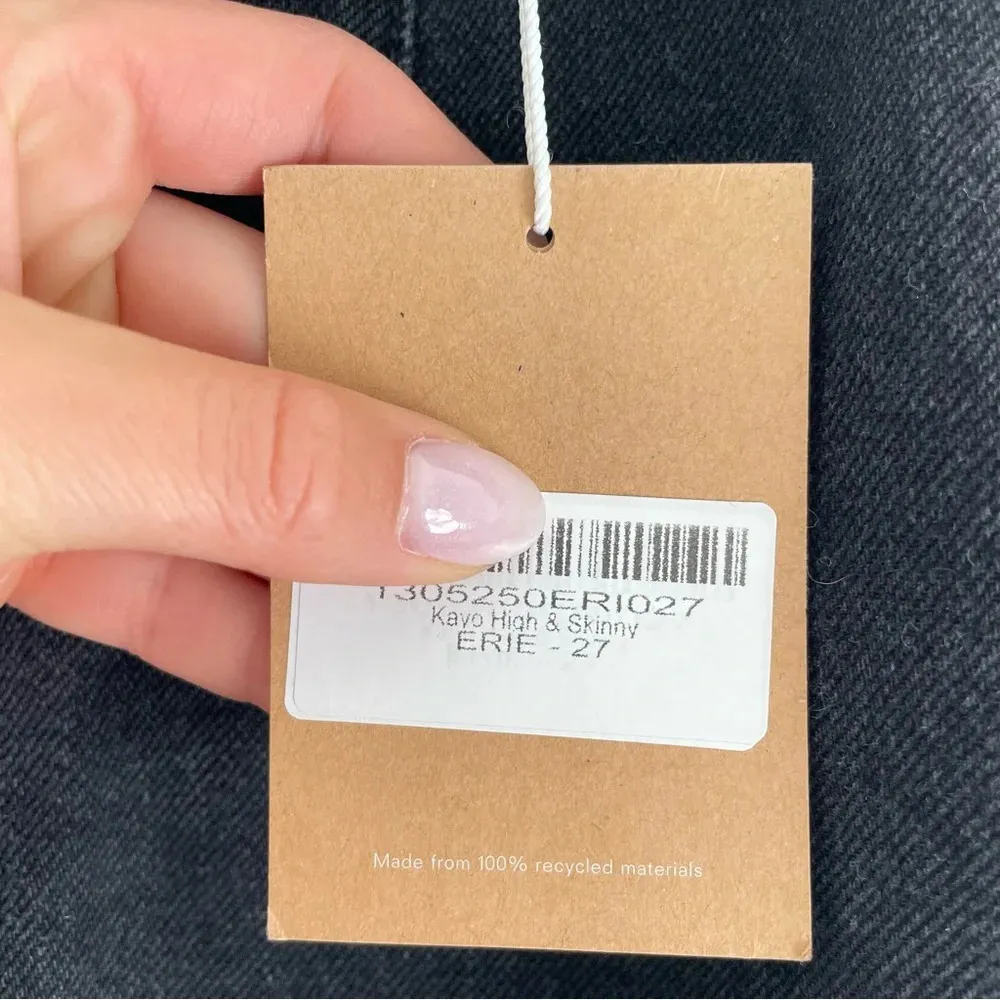 1305250ERI027
Kayo High & Skinny
ERIE - 27
Made from 100% recycled materials